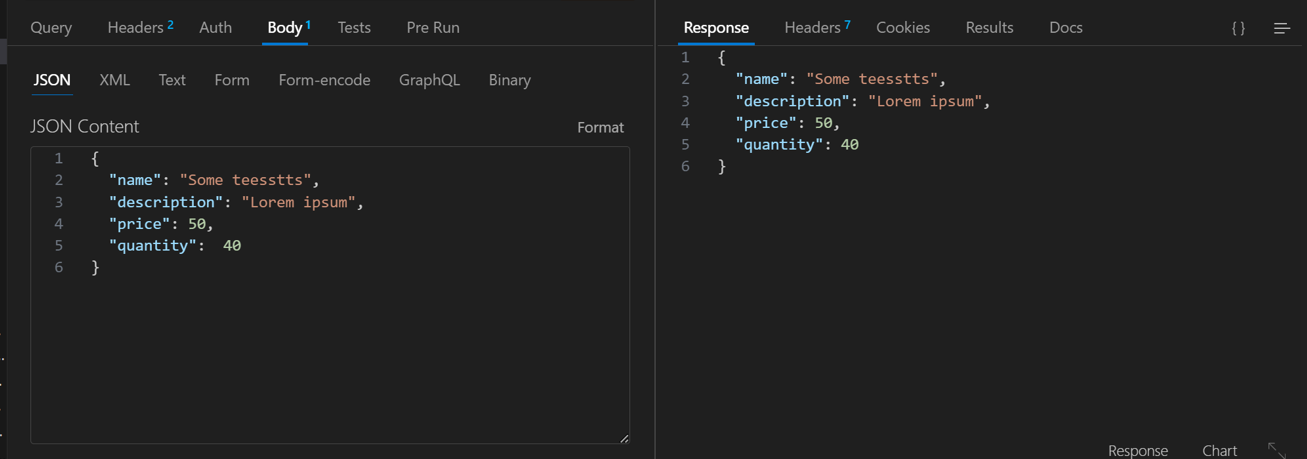 Query Headers 2 Auth Body 1 Tests Pre Run
JSON XML Text Form Form-encode GraphQL Binary
JSON Content Format
1 {
2 "name": "Some teesstts",
3 "description": "Lorem ipsum",
4 "price": 50,
5 "quantity":  40
6 }
Response Headers 7 Cookies Results Docs { }
1 {
2 "name": "Some teesstts",
3 "description": "Lorem ipsum",
4 "price": 50,
5 "quantity": 40
6 }
Response Chart